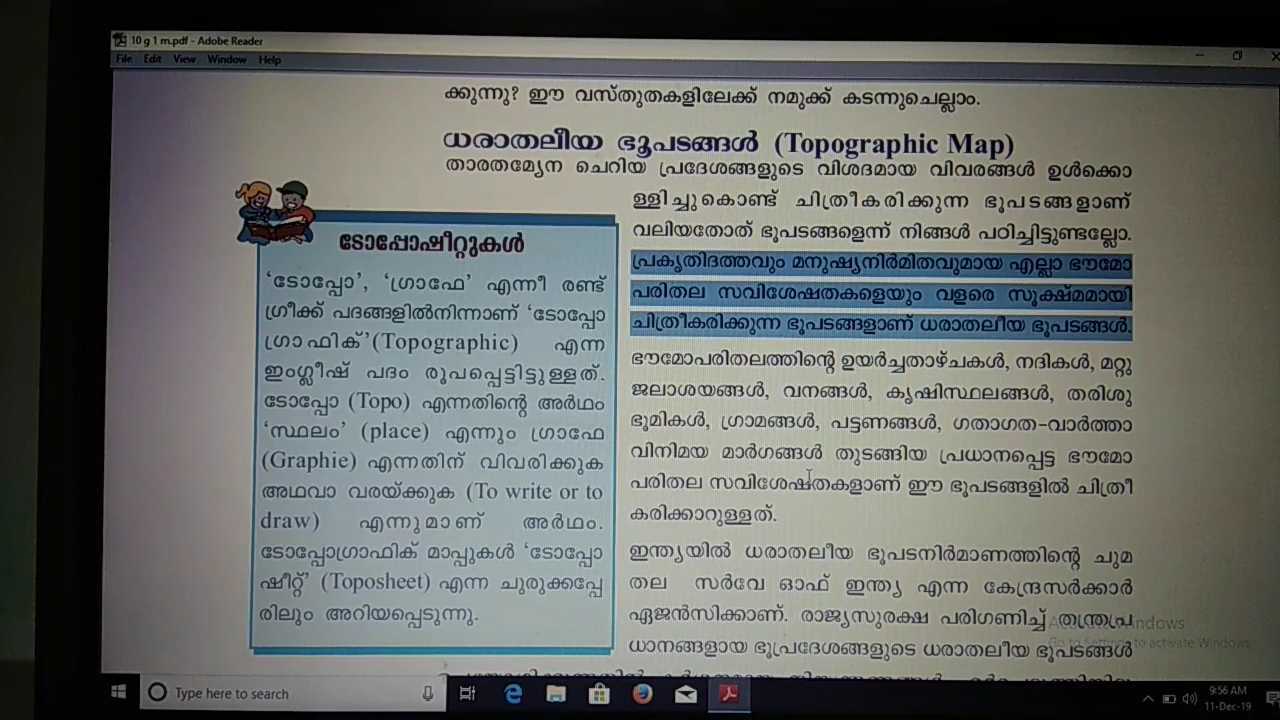 10 g 1 m.pdf - Adobe Reader
File Edit View Window Help
ക്കുന്നു? ഈ വസ്തുതകളിലേക്ക് നമുക്ക് കടന്നുചെല്ലാം.
ധരാതലീയ ഭൂപടങ്ങൾ (Topographic Map)
താരതമ്യേന ചെറിയ പ്രദേശങ്ങളുടെ വിശദമായ വിവരങ്ങൾ ഉൾക്കൊ
ള്ളിച്ചുകൊണ്ട് ചിത്രീകരിക്കുന്ന ഭൂപടങ്ങളാണ്
വലിയതോത് ഭൂപടങ്ങളെന്ന് നിങ്ങൾ പഠിച്ചിട്ടുണ്ടല്ലോ.
പ്രകൃതിദത്തവും മനുഷ്യനിർമിതവുമായ എല്ലാ ഭൗമോ
പരിതല സവിശേഷതകളെയും വളരെ സൂക്ഷ്മമായി
ചിത്രീകരിക്കുന്ന ഭൂപടങ്ങളാണ് ധരാതലീയ ഭൂപടങ്ങൾ.
ഭൗമോപരിതലത്തിന്റെ ഉയർച്ചതാഴ്ചകൾ, നദികൾ, മറ്റു
ജലാശയങ്ങൾ, വനങ്ങൾ, കൃഷിസ്ഥലങ്ങൾ, തരിശു
ഭൂമികൾ, ഗ്രാമങ്ങൾ, പട്ടണങ്ങൾ, ഗതാഗത-വാർത്താ
വിനിമയ മാർഗങ്ങൾ തുടങ്ങിയ പ്രധാനപ്പെട്ട ഭൗമോ
പരിതല സവിശേഷതകളാണ് ഈ ഭൂപടങ്ങളിൽ ചിത്രീ
കരിക്കാറുള്ളത്.
ഇന്ത്യയിൽ ധരാതലീയ ഭൂപടനിർമാണത്തിന്റെ ചുമ
തല സർവേ ഓഫ് ഇന്ത്യ എന്ന കേന്ദ്രസർക്കാർ
ഏജൻസിക്കാണ്. രാജ്യസുരക്ഷ പരിഗണിച്ച് തന്ത്രപ്ര
ധാനങ്ങളായ ഭൂപ്രദേശങ്ങളുടെ ധരാതലീയ ഭൂപടങ്ങൾ
ടോപ്പോഷീറ്റുകൾ
‘ടോപ്പോ’, ‘ഗ്രാഫേ’ എന്നീ രണ്ട്
ഗ്രീക്ക് പദങ്ങളിൽനിന്നാണ് ‘ടോപ്പോ
ഗ്രാഫിക്’(Topographic) എന്ന
ഇംഗ്ലീഷ് പദം രൂപപ്പെട്ടിട്ടുള്ളത്.
ടോപ്പോ (Topo) എന്നതിന്റെ അർഥം
‘സ്ഥലം’ (place) എന്നും ഗ്രാഫേ
(Graphie) എന്നതിന് വിവരിക്കുക
അഥവാ വരയ്ക്കുക (To write or to
draw) എന്നുമാണ് അർഥം.
ടോപ്പോഗ്രാഫിക് മാപ്പുകൾ ‘ടോപ്പോ
ഷീറ്റ്’ (Toposheet) എന്ന ചുരുക്കപ്പേ
രിലും അറിയപ്പെടുന്നു.
Activate Windows
Go to Settings to activate Windows.
Type here to search
9:56 AM
11-Dec-19